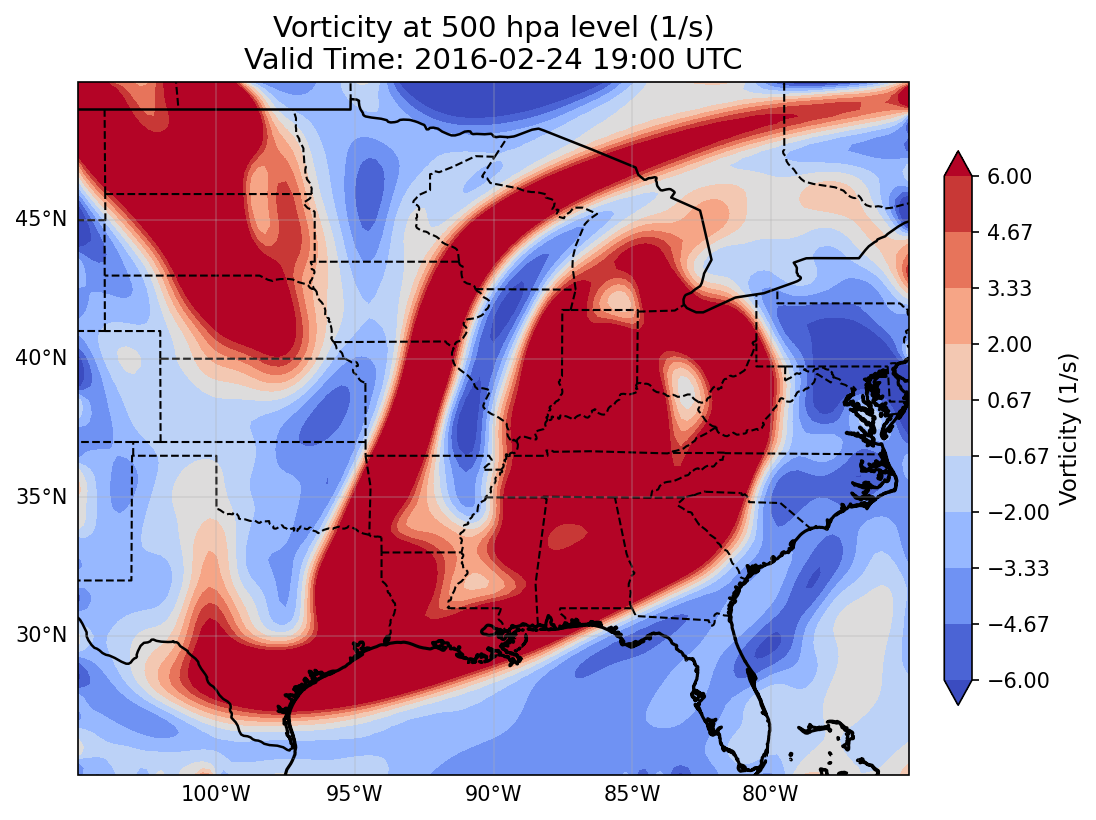 Vorticity at 500 hpa level (1/s)
Valid Time: 2016-02-24 19:00 UTC
45°N
40°N
35°N
30°N
100°W
95°W
90°W
85°W
80°W
6.00
4.67
3.33
2.00
0.67
−0.67
−2.00
−3.33
−4.67
−6.00
Vorticity (1/s)